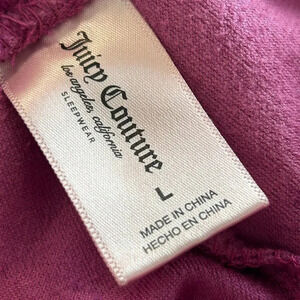 Juicy Couture
los angeles, california
SLEEPWEAR
L
MADE IN CHINA
HECHO EN CHINA